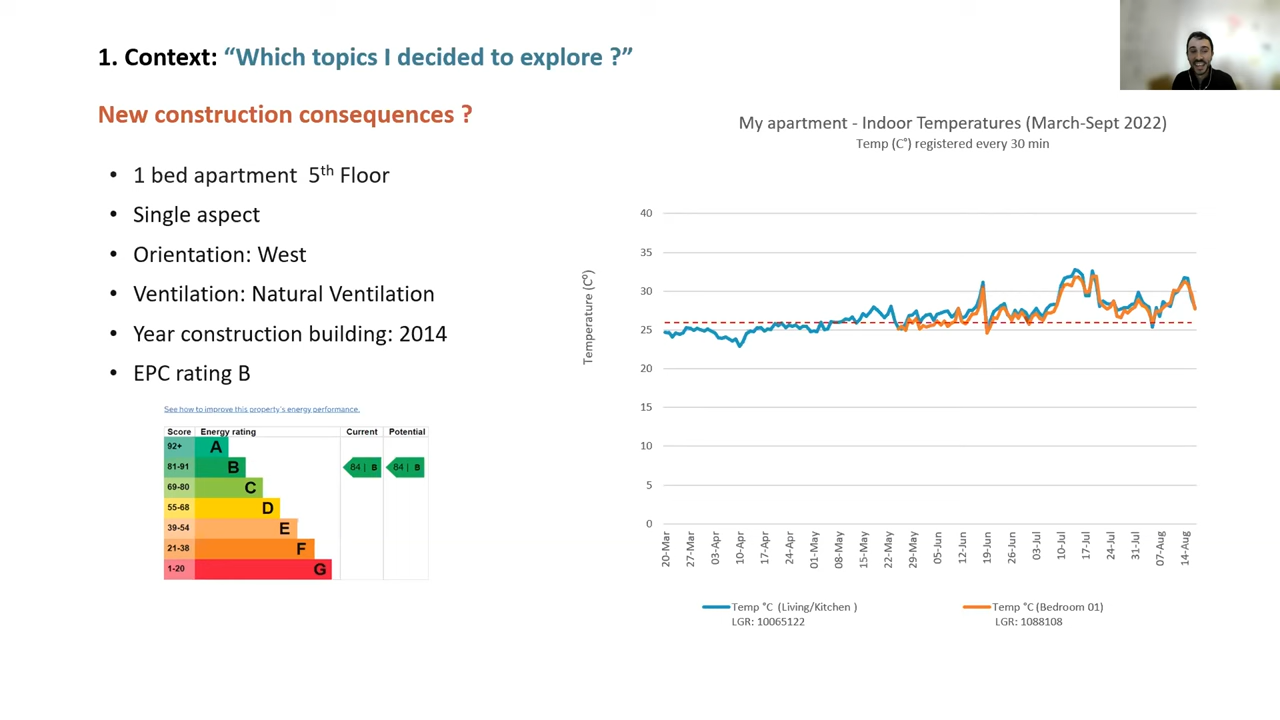 1. Context: “Which topics I decided to explore ?”
New construction consequences ?
• 1 bed apartment 5th Floor
• Single aspect
• Orientation: West
• Ventilation: Natural Ventilation
• Year construction building: 2014
• EPC rating B
See how to improve this property's energy performance.
Score Energy rating Current Potential
92+ A
81-91 B 84 | B 84 | B
69-80 C
55-68 D
39-54 E
21-38 F
1-20 G
My apartment - Indoor Temperatures (March-Sept 2022)
Temp (C°) registered every 30 min
Temperature (Cº)
40
35
30
25
20
15
10
5
0
20-Mar 27-Mar 03-Apr 10-Apr 17-Apr 24-Apr 01-May 08-May 15-May 22-May 29-May 05-Jun 12-Jun 19-Jun 26-Jun 03-Jul 10-Jul 17-Jul 24-Jul 31-Jul 07-Aug 14-Aug
Temp °C (Living/Kitchen ) Temp °C (Bedroom 01)
LGR: 10065122 LGR: 1088108